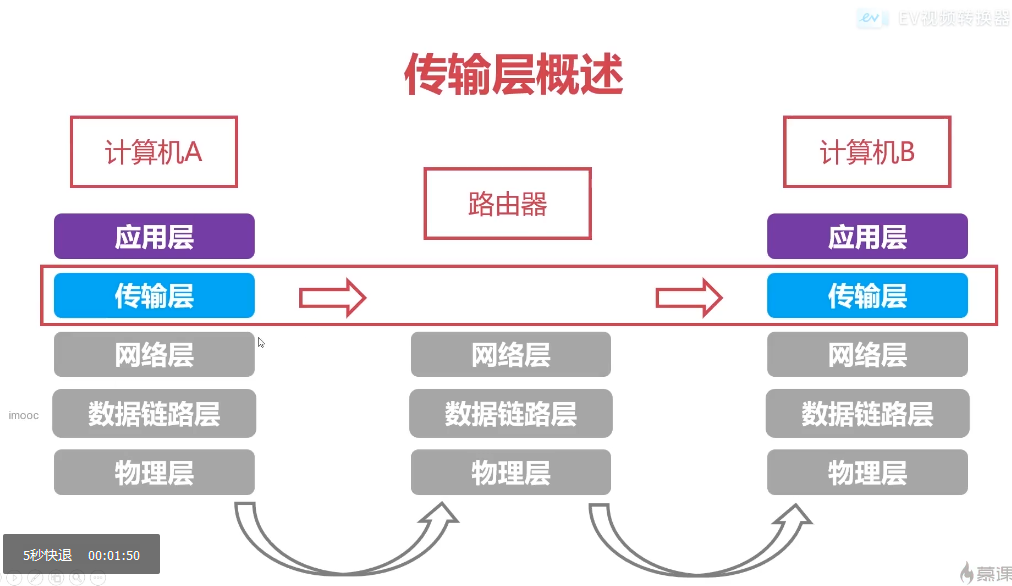 EV视频转换器
传输层概述
计算机A
计算机B
路由器
应用层
应用层
传输层
传输层
网络层
网络层
网络层
imooc
数据链路层
数据链路层
数据链路层
物理层
物理层
物理层
5秒快退 00:01:50
慕课